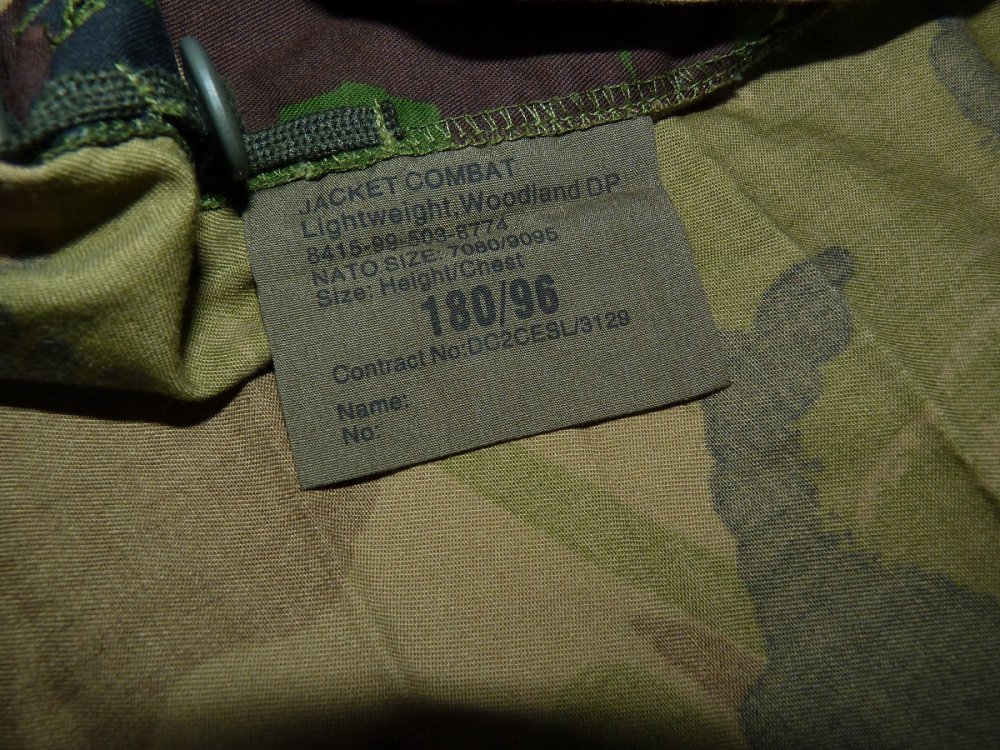 JACKET COMBAT
Lightweight,Woodland DP
8415-99-503-8774
NATO SIZE: 7080/9095
Size: Height/Chest
180/96
Contract No:DC2CESL/3129
Name:
No: